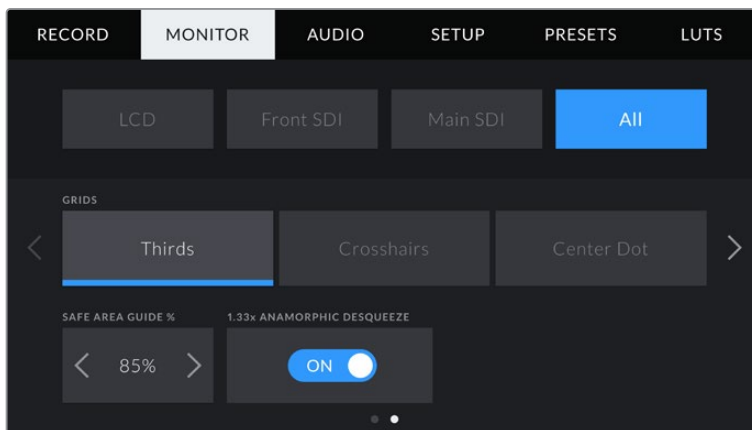 RECORD MONITOR AUDIO SETUP PRESETS LUTS
LCD Front SDI Main SDI All
GRIDS
Thirds Crosshairs Center Dot
SAFE AREA GUIDE % 1.33x ANAMORPHIC DESQUEEZE
85% ON